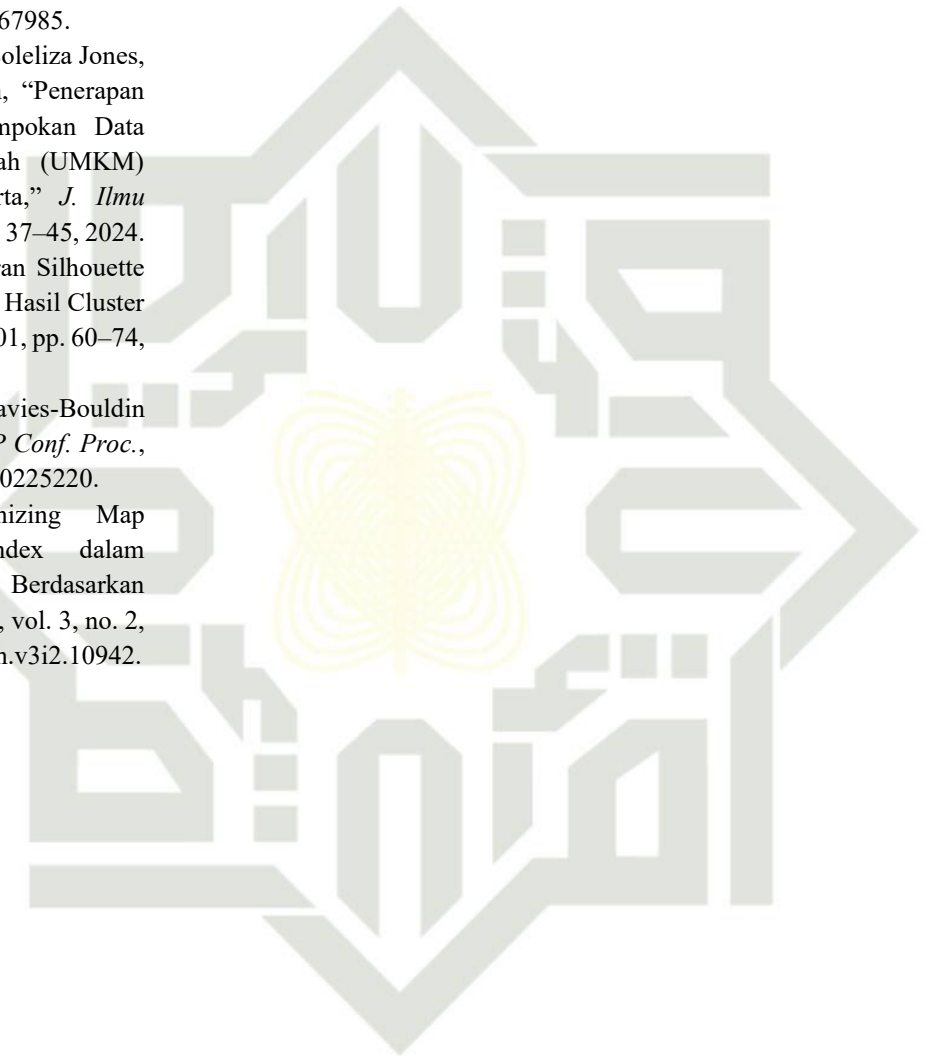 67985.
oleliza Jones,
, “Penerapan
mpokan Data
ah (UMKM)
rta,” J. Ilmu
37–45, 2024.
an Silhouette
Hasil Cluster
01, pp. 60–74,
avies-Bouldin
P Conf. Proc.,
0225220.
nizing Map
ndex dalam
Berdasarkan
, vol. 3, no. 2,
n.v3i2.10942.